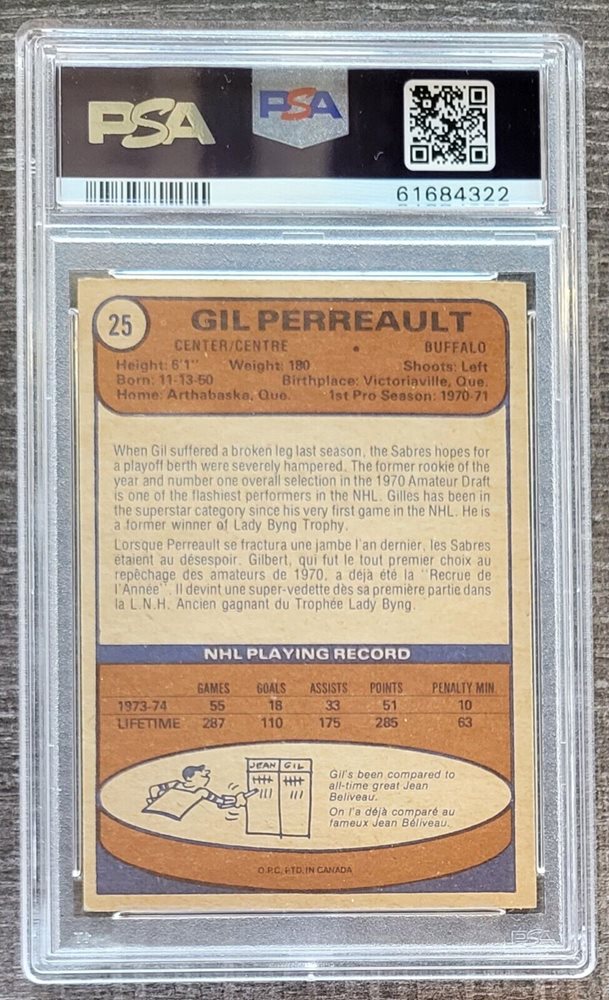 PSA
PSA
61684322
25
GIL PERREAULT
CENTER/CENTRE • BUFFALO
Height: 6'1" Weight: 180 Shoots: Left
Born: 11-13-50 Birthplace: Victoriaville, Que.
Home: Arthabaska, Que. 1st Pro Season: 1970-71
When Gil suffered a broken leg last season, the Sabres hopes for
a playoff berth were severely hampered. The former rookie of the
year and number one overall selection in the 1970 Amateur Draft
is one of the flashiest performers in the NHL. Gilles has been in
the superstar category since his very first game in the NHL. He is
a former winner of Lady Byng Trophy.
Lorsque Perreault se fractura une jambe l'an dernier, les Sabres
étaient au désespoir. Gilbert, qui fut le tout premier choix au
repêchage des amateurs de 1970, a déjà été la "Recrue de
l'Année". Il devint une super-vedette dès sa première partie dans
la L.N.H. Ancien gagnant du Trophée Lady Byng.
NHL PLAYING RECORD
GAMES GOALS ASSISTS POINTS PENALTY MIN.
1973-74 55 18 33 51 10
LIFETIME 287 110 175 285 63
JEAN GIL
Gil's been compared to
all-time great Jean
Beliveau.
On l'a déjà comparé au
fameux Jean Béliveau.
O.P.C. PTD. IN CANADA
PSA